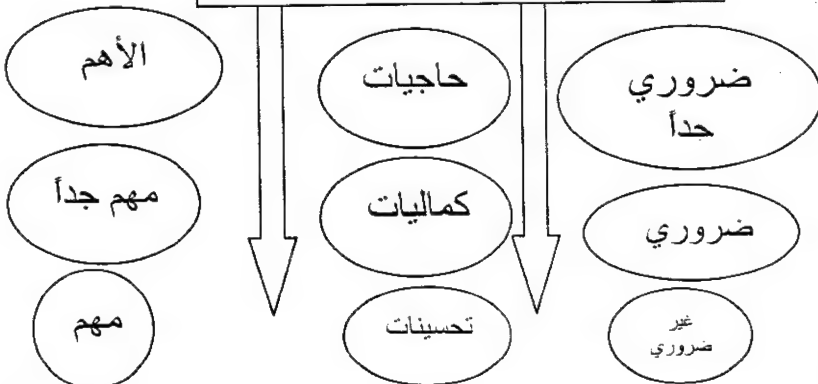 ضروري
جداً
ضروري
غير
ضروري
حاجيات
كماليات
تحسينات
الأهم
مهم جداً
مهم